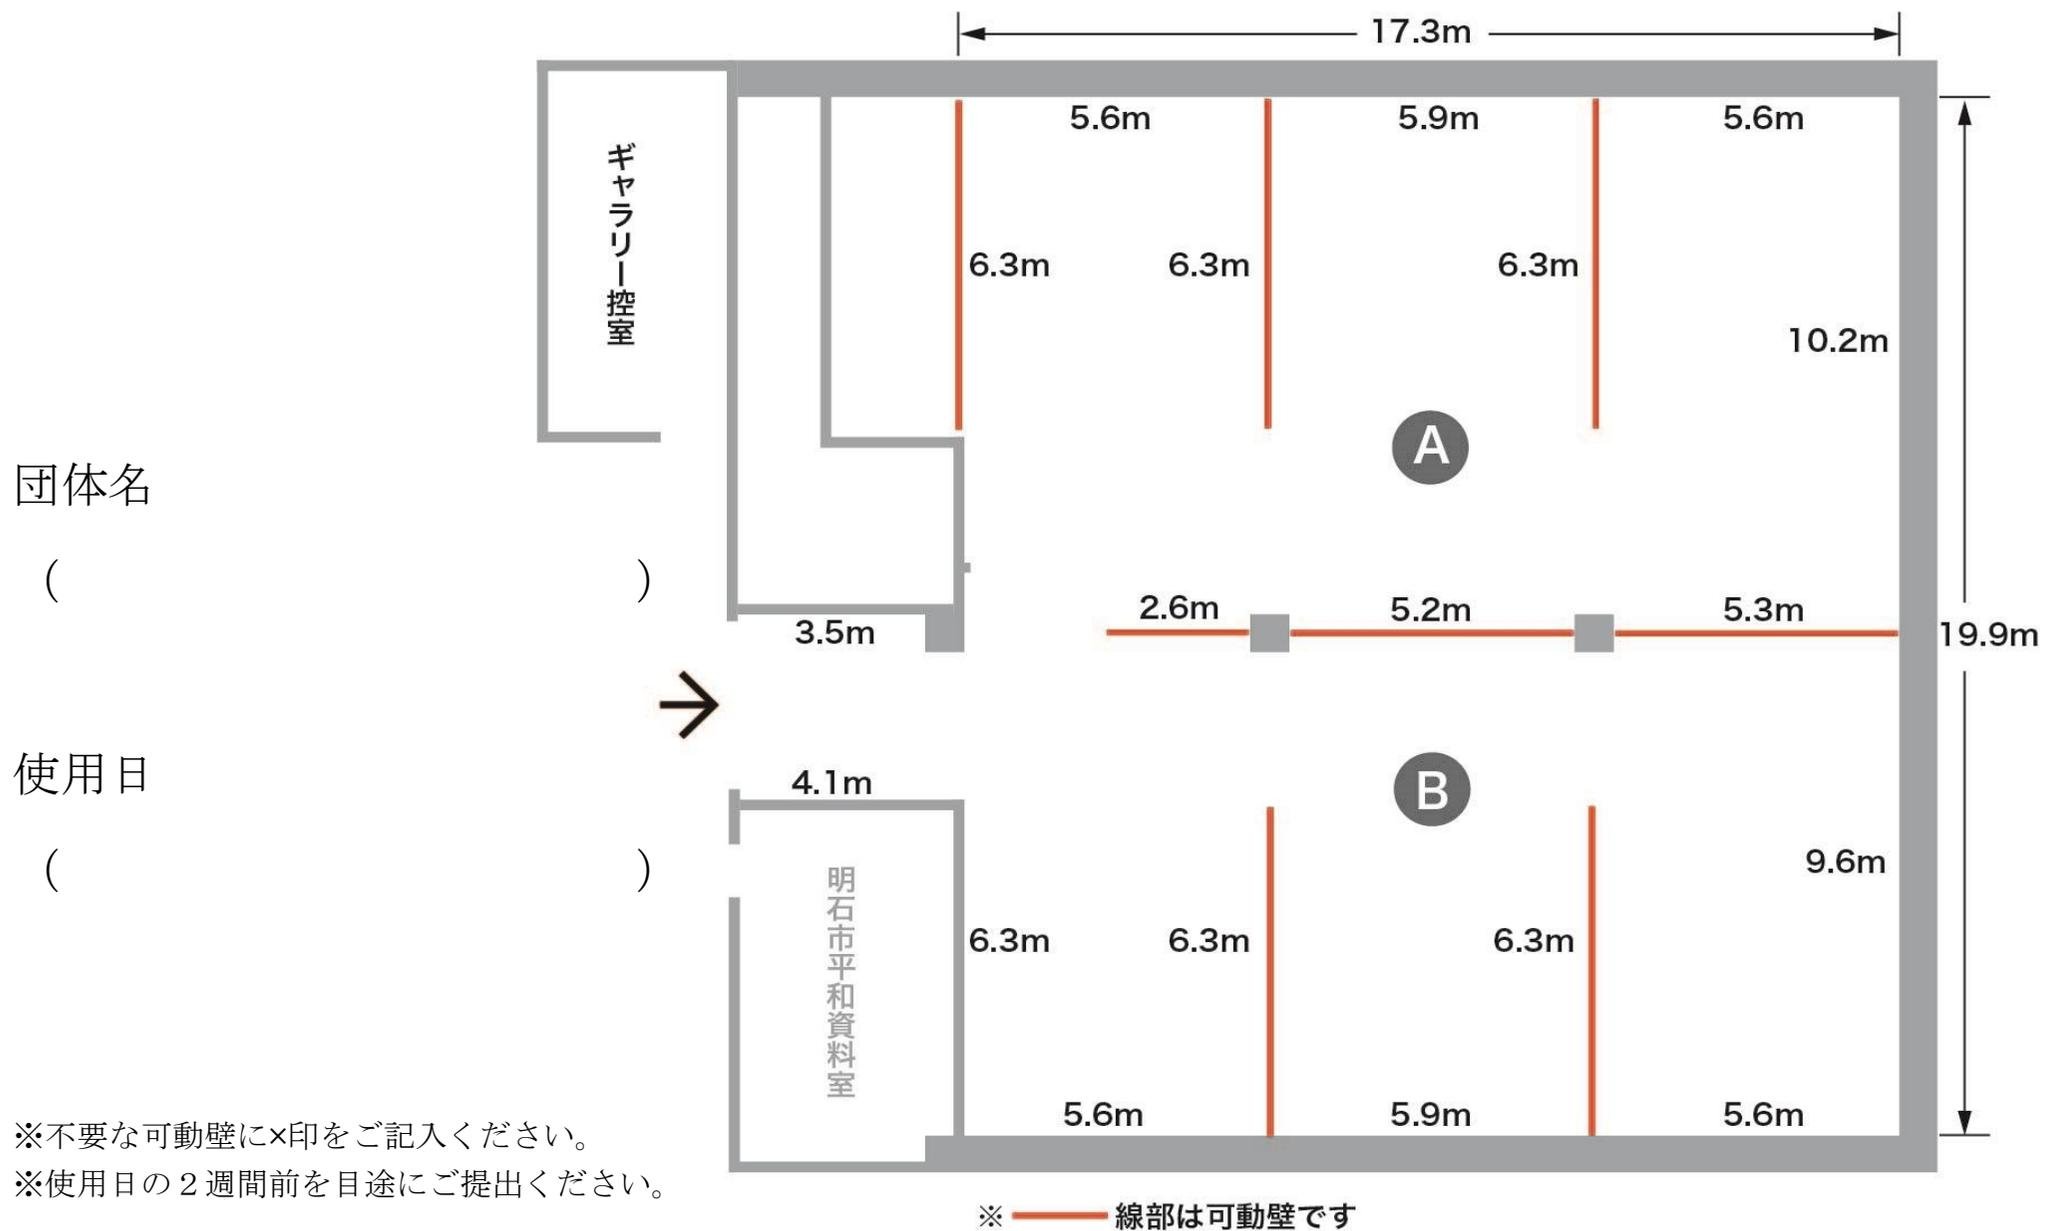 17.3m
5.6m
5.9m
5.6m
ギャラリー控室
6.3m
6.3m
6.3m
10.2m
A
団体名
（　　　　　　　　　　　　）
2.6m
5.2m
5.3m
19.9m
3.5m
→
使用日
（　　　　　　　　　　　　）
4.1m
B
9.6m
明石市平和資料室
6.3m
6.3m
6.3m
5.6m
5.9m
5.6m
※不要な可動壁に×印をご記入ください。
※使用日の２週間前を目途にご提出ください。
※ 線部は可動壁です